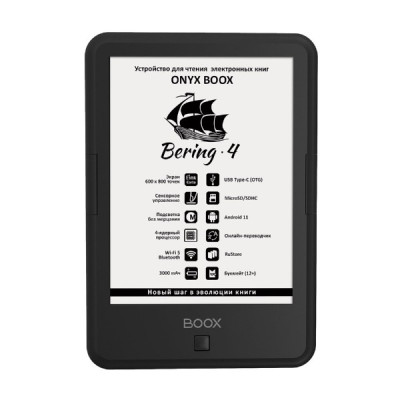 Устройство для чтения электронных книг
ONYX BOOX
Bering·4
Экран
600 x 800 точек
USB Type-C (OTG)
Сенсорное
управление
MicroSD/SDHC
Подсветка
без мерцания
Android 11
Онлайн-переводчик
процессор
Wi-Fi 5
Bluetooth
RuStore
3000 мАч
Букмейт (12+)
Новый шаг в эволюции книги
BOOX